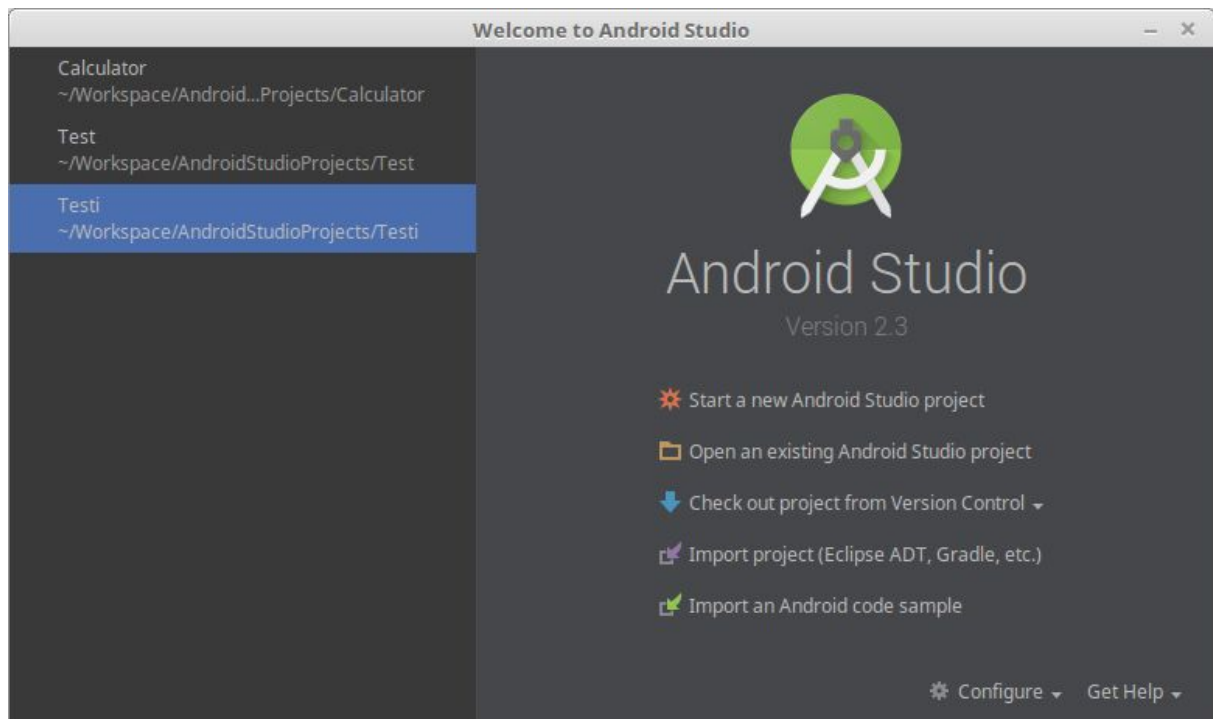 Welcome to Android Studio
Calculator
~/Workspace/Android...Projects/Calculator
Test
~/Workspace/AndroidStudioProjects/Test
Testi
~/Workspace/AndroidStudioProjects/Testi
Android Studio
Version 2.3
Start a new Android Studio project
Open an existing Android Studio project
Check out project from Version Control
Import project (Eclipse ADT, Gradle, etc.)
Import an Android code sample
Configure Get Help